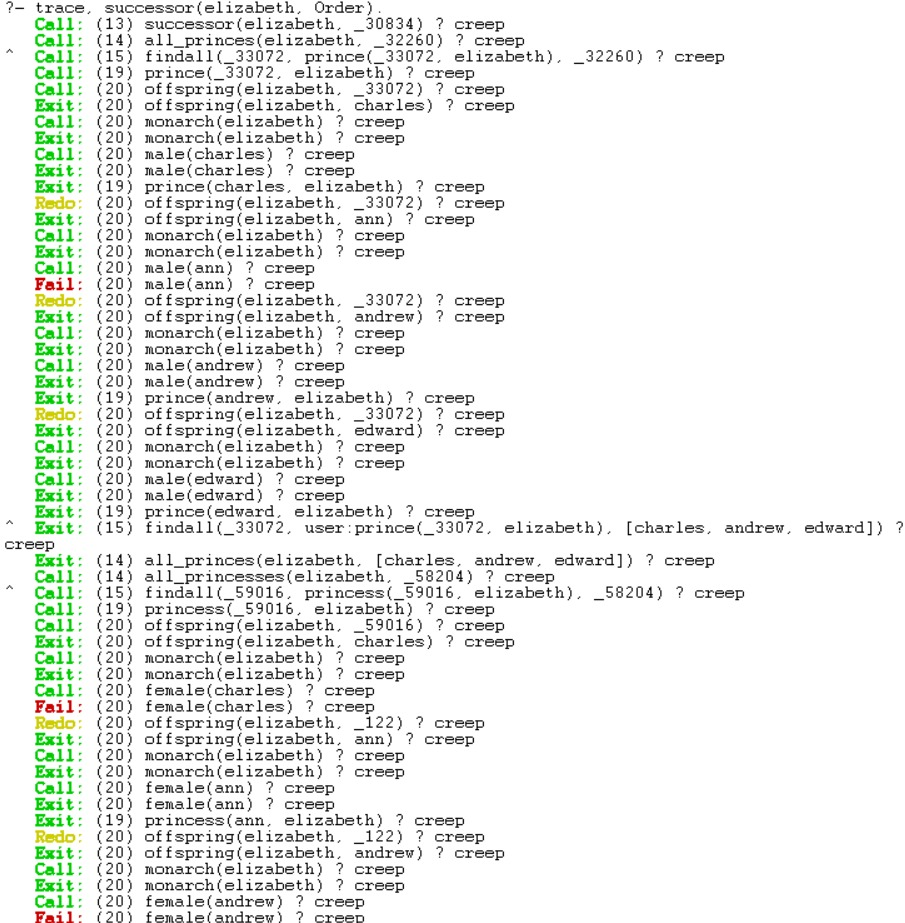 ?- trace, successor(elizabeth, Order).
Call: (13) successor(elizabeth, _30834) ? creep
Call: (14) all_princes(elizabeth, _32260) ? creep
^ Call: (15) findall(_33072, prince(_33072, elizabeth), _32260) ? creep
Call: (19) prince(_33072, elizabeth) ? creep
Call: (20) offspring(elizabeth, _33072) ? creep
Exit: (20) offspring(elizabeth, charles) ? creep
Call: (20) monarch(elizabeth) ? creep
Exit: (20) monarch(elizabeth) ? creep
Call: (20) male(charles) ? creep
Exit: (20) male(charles) ? creep
Exit: (19) prince(charles, elizabeth) ? creep
Redo: (20) offspring(elizabeth, _33072) ? creep
Exit: (20) offspring(elizabeth, ann) ? creep
Call: (20) monarch(elizabeth) ? creep
Exit: (20) monarch(elizabeth) ? creep
Call: (20) male(ann) ? creep
Fail: (20) male(ann) ? creep
Redo: (20) offspring(elizabeth, _33072) ? creep
Exit: (20) offspring(elizabeth, andrew) ? creep
Call: (20) monarch(elizabeth) ? creep
Exit: (20) monarch(elizabeth) ? creep
Call: (20) male(andrew) ? creep
Exit: (20) male(andrew) ? creep
Exit: (19) prince(andrew, elizabeth) ? creep
Redo: (20) offspring(elizabeth, _33072) ? creep
Exit: (20) offspring(elizabeth, edward) ? creep
Call: (20) monarch(elizabeth) ? creep
Exit: (20) monarch(elizabeth) ? creep
Call: (20) male(edward) ? creep
Exit: (20) male(edward) ? creep
Exit: (19) prince(edward, elizabeth) ? creep
^ Exit: (15) findall(_33072, user:prince(_33072, elizabeth), [charles, andrew, edward]) ?
creep
Exit: (14) all_princes(elizabeth, [charles, andrew, edward]) ? creep
Call: (14) all_princesses(elizabeth, _58204) ? creep
^ Call: (15) findall(_59016, princess(_59016, elizabeth), _58204) ? creep
Call: (19) princess(_59016, elizabeth) ? creep
Call: (20) offspring(elizabeth, _59016) ? creep
Exit: (20) offspring(elizabeth, charles) ? creep
Call: (20) monarch(elizabeth) ? creep
Exit: (20) monarch(elizabeth) ? creep
Call: (20) female(charles) ? creep
Fail: (20) female(charles) ? creep
Redo: (20) offspring(elizabeth, _122) ? creep
Exit: (20) offspring(elizabeth, ann) ? creep
Call: (20) monarch(elizabeth) ? creep
Exit: (20) monarch(elizabeth) ? creep
Call: (20) female(ann) ? creep
Exit: (20) female(ann) ? creep
Exit: (19) princess(ann, elizabeth) ? creep
Redo: (20) offspring(elizabeth, _122) ? creep
Exit: (20) offspring(elizabeth, andrew) ? creep
Call: (20) monarch(elizabeth) ? creep
Exit: (20) monarch(elizabeth) ? creep
Call: (20) female(andrew) ? creep
Fail: (20) female(andrew) ? creep